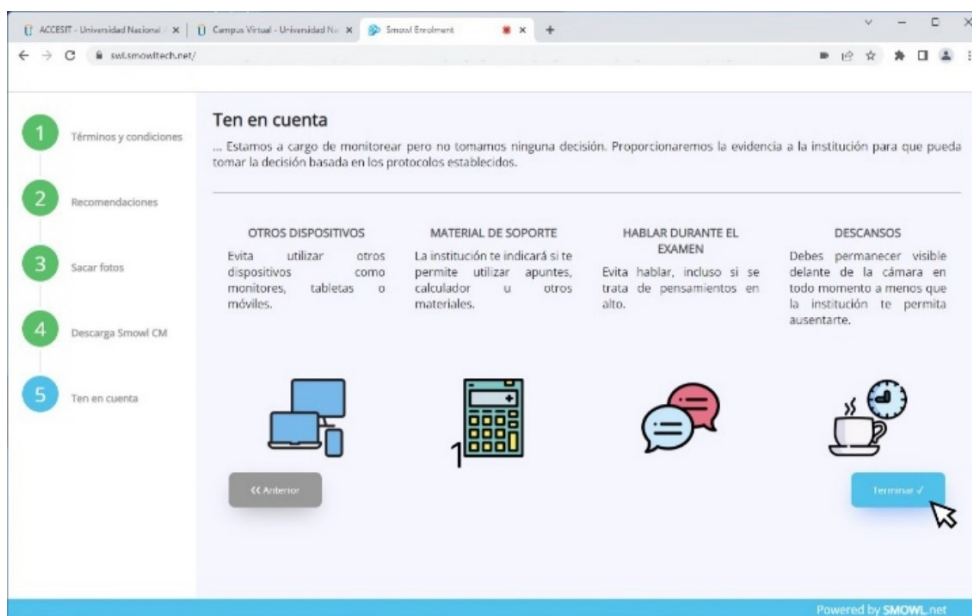 ACCESIT - Universidad Nacional
Campus Virtual - Universidad Na
Smowl Enrolment
swl.smowltech.net/
1
Términos y condiciones
2
Recomendaciones
3
Sacar fotos
4
Descarga Smowl CM
5
Ten en cuenta
Ten en cuenta
... Estamos a cargo de monitorear pero no tomamos ninguna decisión. Proporcionaremos la evidencia a la institución para que pueda
tomar la decisión basada en los protocolos establecidos.
OTROS DISPOSITIVOS
Evita utilizar otros
dispositivos como
monitores, tabletas o
móviles.
MATERIAL DE SOPORTE
La institución te indicará si te
permite utilizar apuntes,
calculador u otros
materiales.
HABLAR DURANTE EL
EXAMEN
Evita hablar, incluso si se
trata de pensamientos en
alto.
DESCANSOS
Debes permanecer visible
delante de la cámara en
todo momento a menos que
la institución te permita
ausentarte.
1
<< Anterior
Terminar ✓
Powered by SMOWL.net